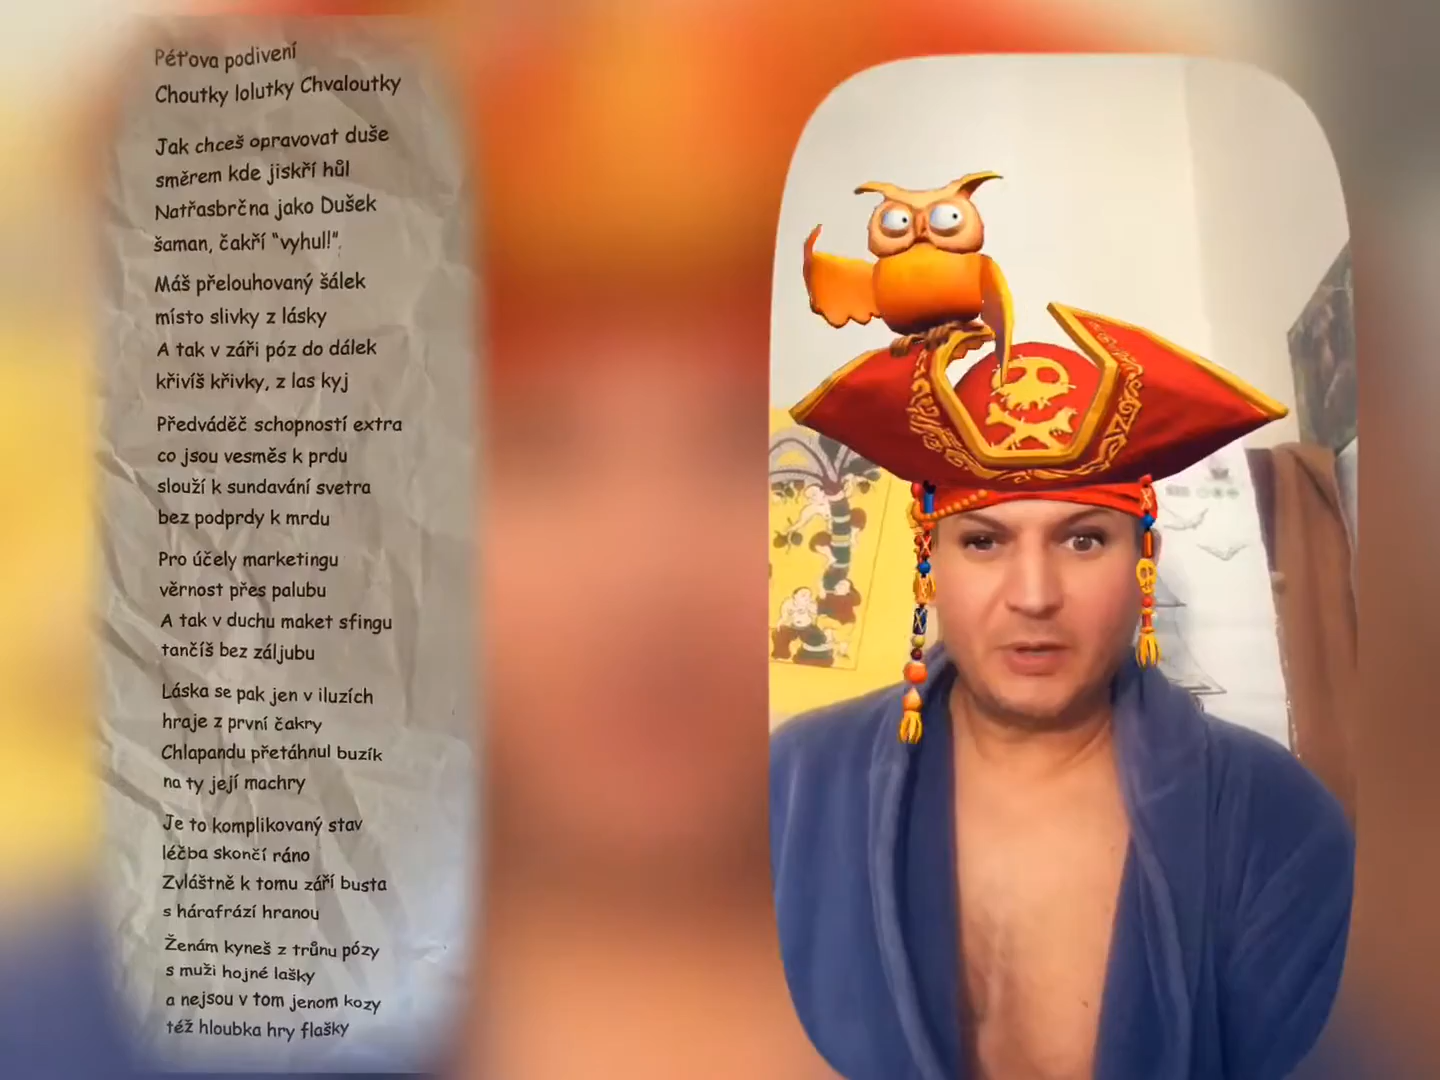 Péťova podivení
Choutky lolutky Chvaloutky
Jak chceš opravovat duše
směrem kde jiskří hůl
Natřasbrčna jako Dušek
šaman, čakří "vyhul!".
Máš přelouhovaný šálek
místo slivky z lásky
A tak v záři póz do dálek
křivíš křivky, z las kyj
Předváděč schopností extra
co jsou vesměs k prdu
slouží k sundavání svetra
bez podprdy k mrdu
Pro účely marketingu
věrnost přes palubu
A tak v duchu maket sfingu
tančíš bez záljubu
Láska se pak jen v iluzích
hraje z první čakry
Chlapandu přetáhnul buzík
na ty její machry
Je to komplikovaný stav
léčba skončí ráno
Zvláštně k tomu září busta
s hárafrází hranou
Ženám kyneš z trůnu pózy
s muži hojné lašky
a nejsou v tom jenom kozy
též hloubka hry flašky